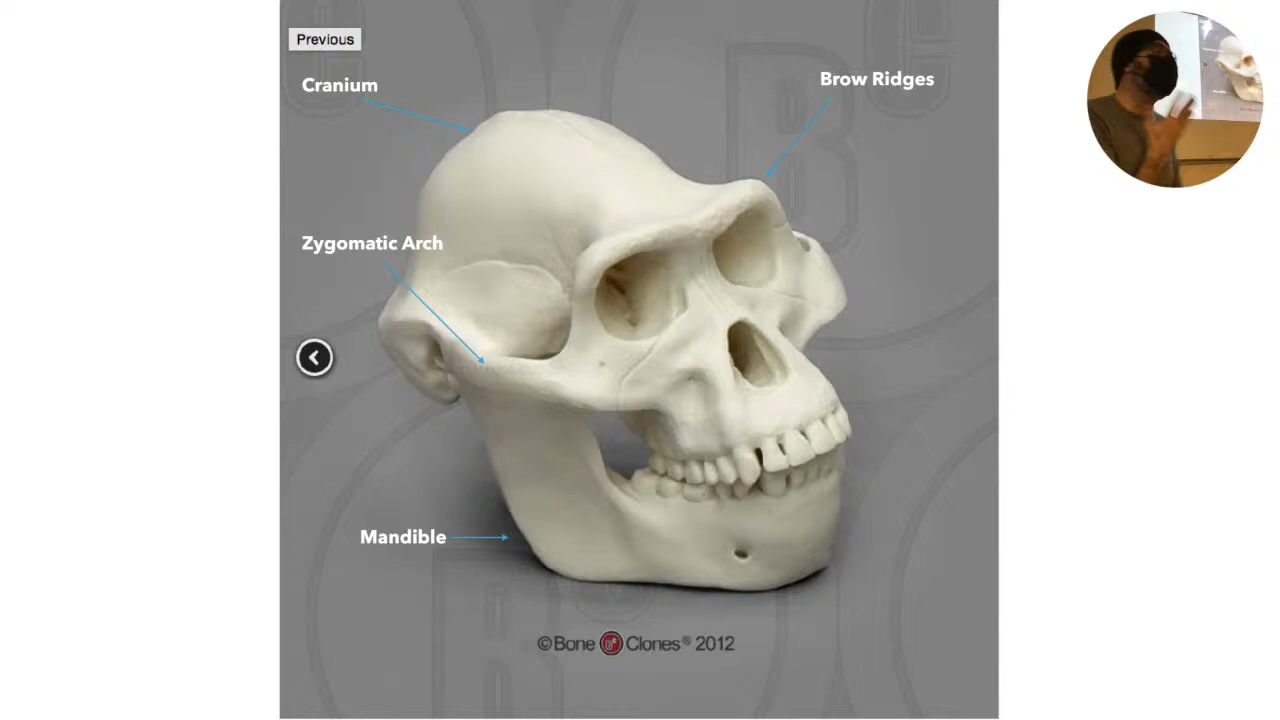 Previous
Cranium
Brow Ridges
Zygomatic Arch
Mandible
©Bone Clones® 2012